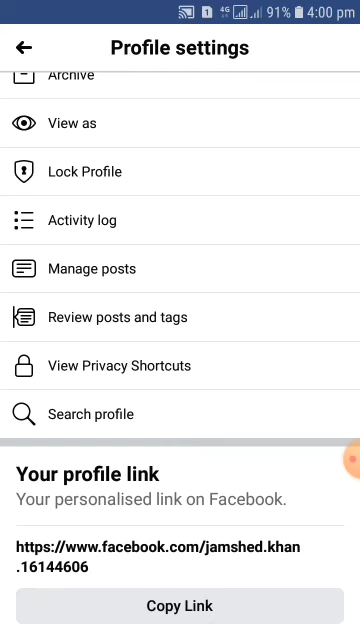 1 4G 91% 4:00 pm
Profile settings
Archive
View as
Lock Profile
Activity log
Manage posts
Review posts and tags
View Privacy Shortcuts
Search profile
Your profile link
Your personalised link on Facebook.
https://www.facebook.com/jamshed.khan
.16144606
Copy Link